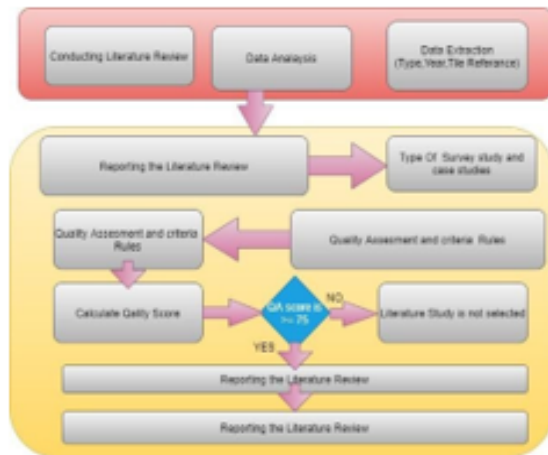 Conducting Literature Review
Data Analaysis
Data Extraction
(Type,Year,Tile Referance)
Reporting the Literature Review
Type Of Survey study and
case studies
Quality Assesment and criteria
Rules
Quality Assesment and criteria Rules
Calculate Qality Score
QA score is
>= 75
NO
Literature Study is not selected
YES
Reporting the Literature Review
Reporting the Literature Review